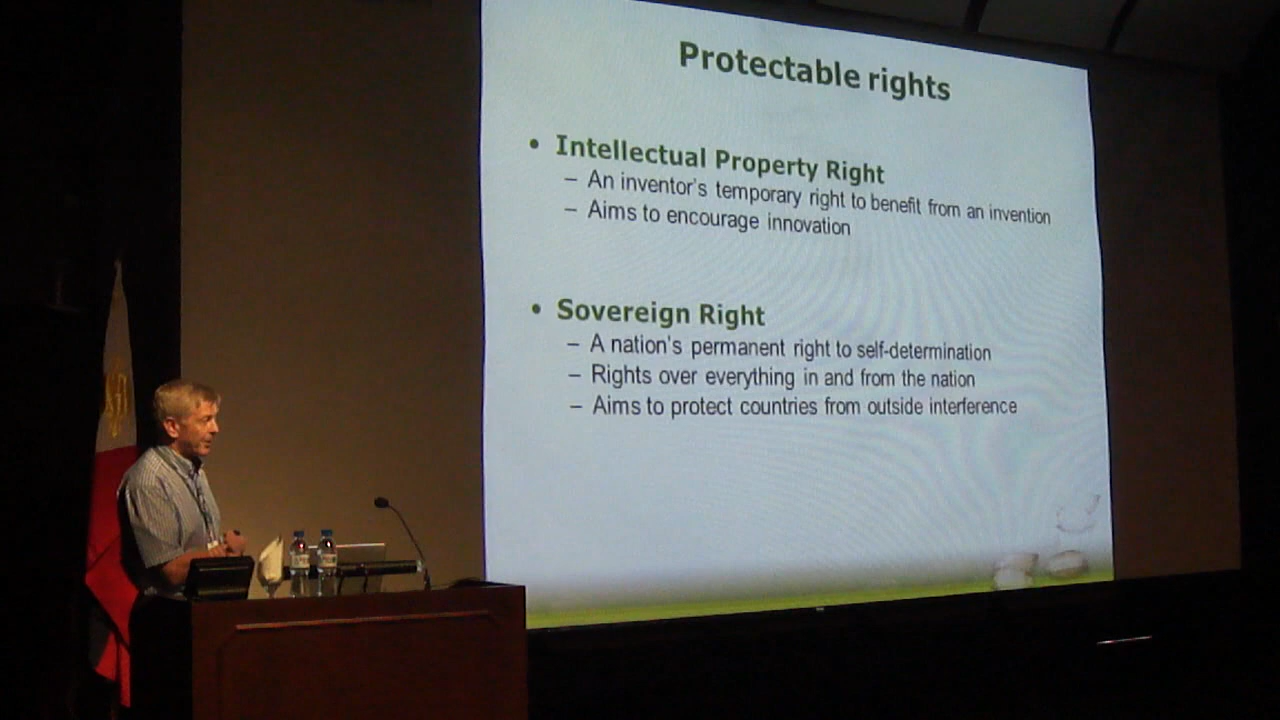 Protectable rights
• Intellectual Property Right
– An inventor's temporary right to benefit from an invention
– Aims to encourage innovation
• Sovereign Right
– A nation's permanent right to self-determination
– Rights over everything in and from the nation
– Aims to protect countries from outside interference